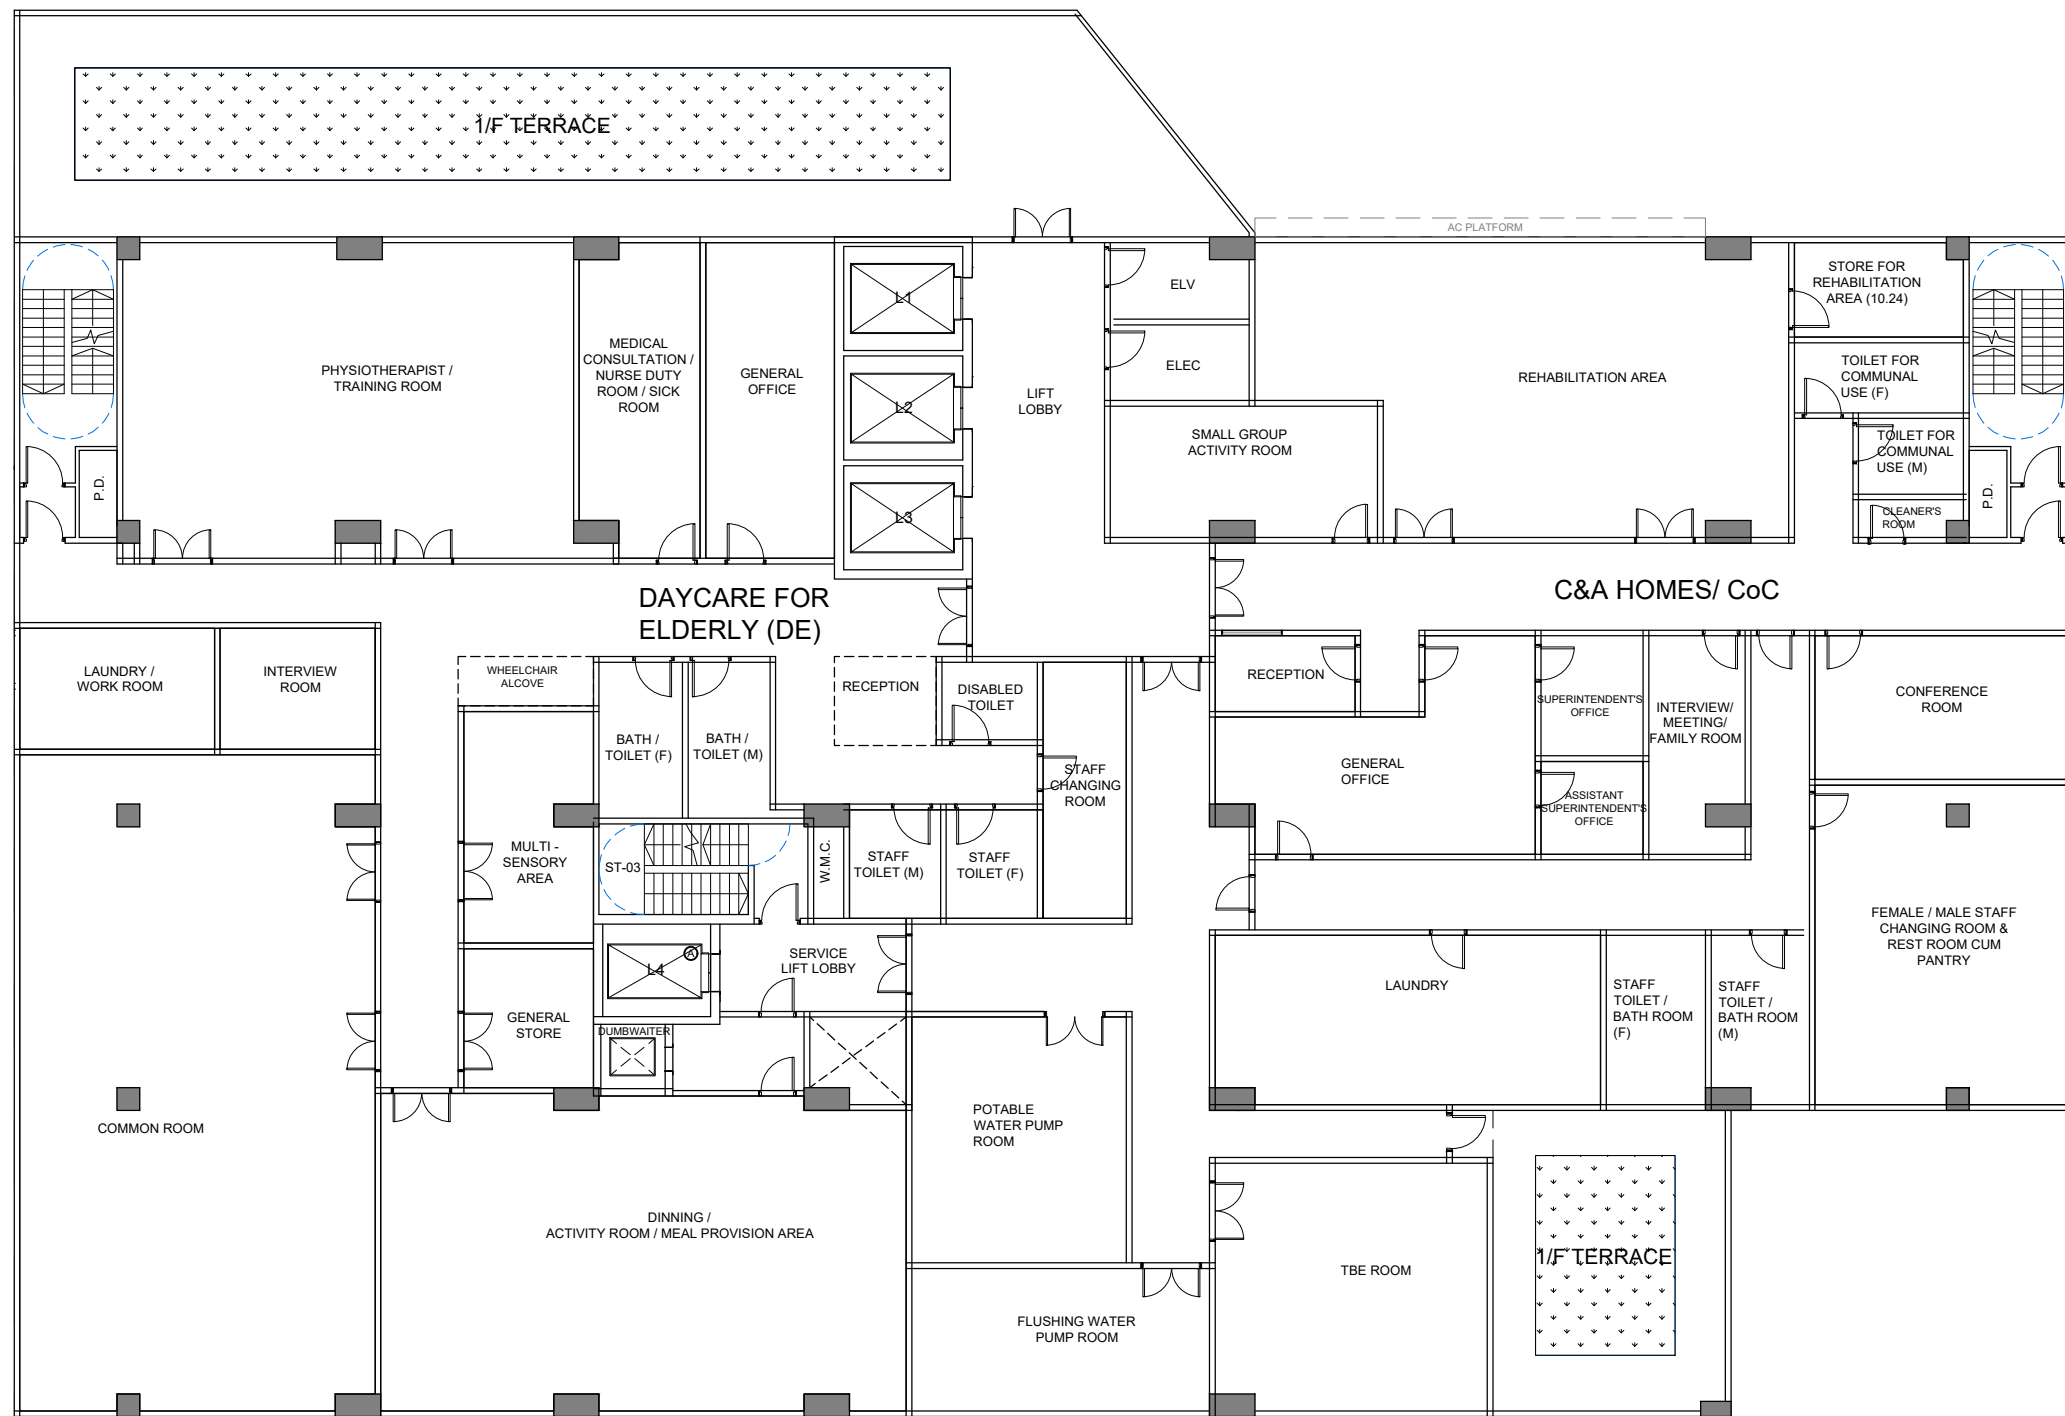 1/F TERRACE
AC PLATFORM
ELV
ELEC
STORE FOR
REHABILITATION
AREA (10.24)
L1
L2
L3
MEDICAL
CONSULTATION /
NURSE DUTY
ROOM / SICK
ROOM
PHYSIOTHERAPIST /
TRAINING ROOM
GENERAL
OFFICE
LIFT
LOBBY
REHABILITATION AREA
TOILET FOR
COMMUNAL
USE (F)
SMALL GROUP
ACTIVITY ROOM
TOILET FOR
COMMUNAL
USE (M)
P.D.
P.D.
CLEANER'S
ROOM
DAYCARE FOR
ELDERLY (DE)
C&A HOMES/ CoC
LAUNDRY /
WORK ROOM
INTERVIEW
ROOM
WHEELCHAIR
ALCOVE
RECEPTION
DISABLED
TOILET
RECEPTION
SUPERINTENDENT'S
OFFICE
INTERVIEW/
MEETING/
FAMILY ROOM
CONFERENCE
ROOM
BATH /
TOILET (F)
BATH /
TOILET (M)
STAFF
CHANGING
ROOM
GENERAL
OFFICE
ASSISTANT
SUPERINTENDENT'S
OFFICE
MULTI -
SENSORY
AREA
ST-03
W.M.C.
STAFF
TOILET (M)
STAFF
TOILET (F)
FEMALE / MALE STAFF
CHANGING ROOM &
REST ROOM CUM
PANTRY
L4
A
SERVICE
LIFT LOBBY
LAUNDRY
STAFF
TOILET /
BATH ROOM
(F)
STAFF
TOILET /
BATH ROOM
(M)
GENERAL
STORE
DUMBWAITER
COMMON ROOM
POTABLE
WATER PUMP
ROOM
DINNING /
ACTIVITY ROOM / MEAL PROVISION AREA
TBE ROOM
1/F TERRACE
FLUSHING WATER
PUMP ROOM